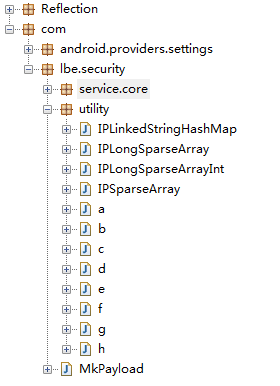 Reflection
com
android.providers.settings
lbe.security
service.core
utility
IPLinkedStringHashMap
IPLongSparseArray
IPLongSparseArrayInt
IPSparseArray
a
b
c
d
e
f
g
h
MkPayload